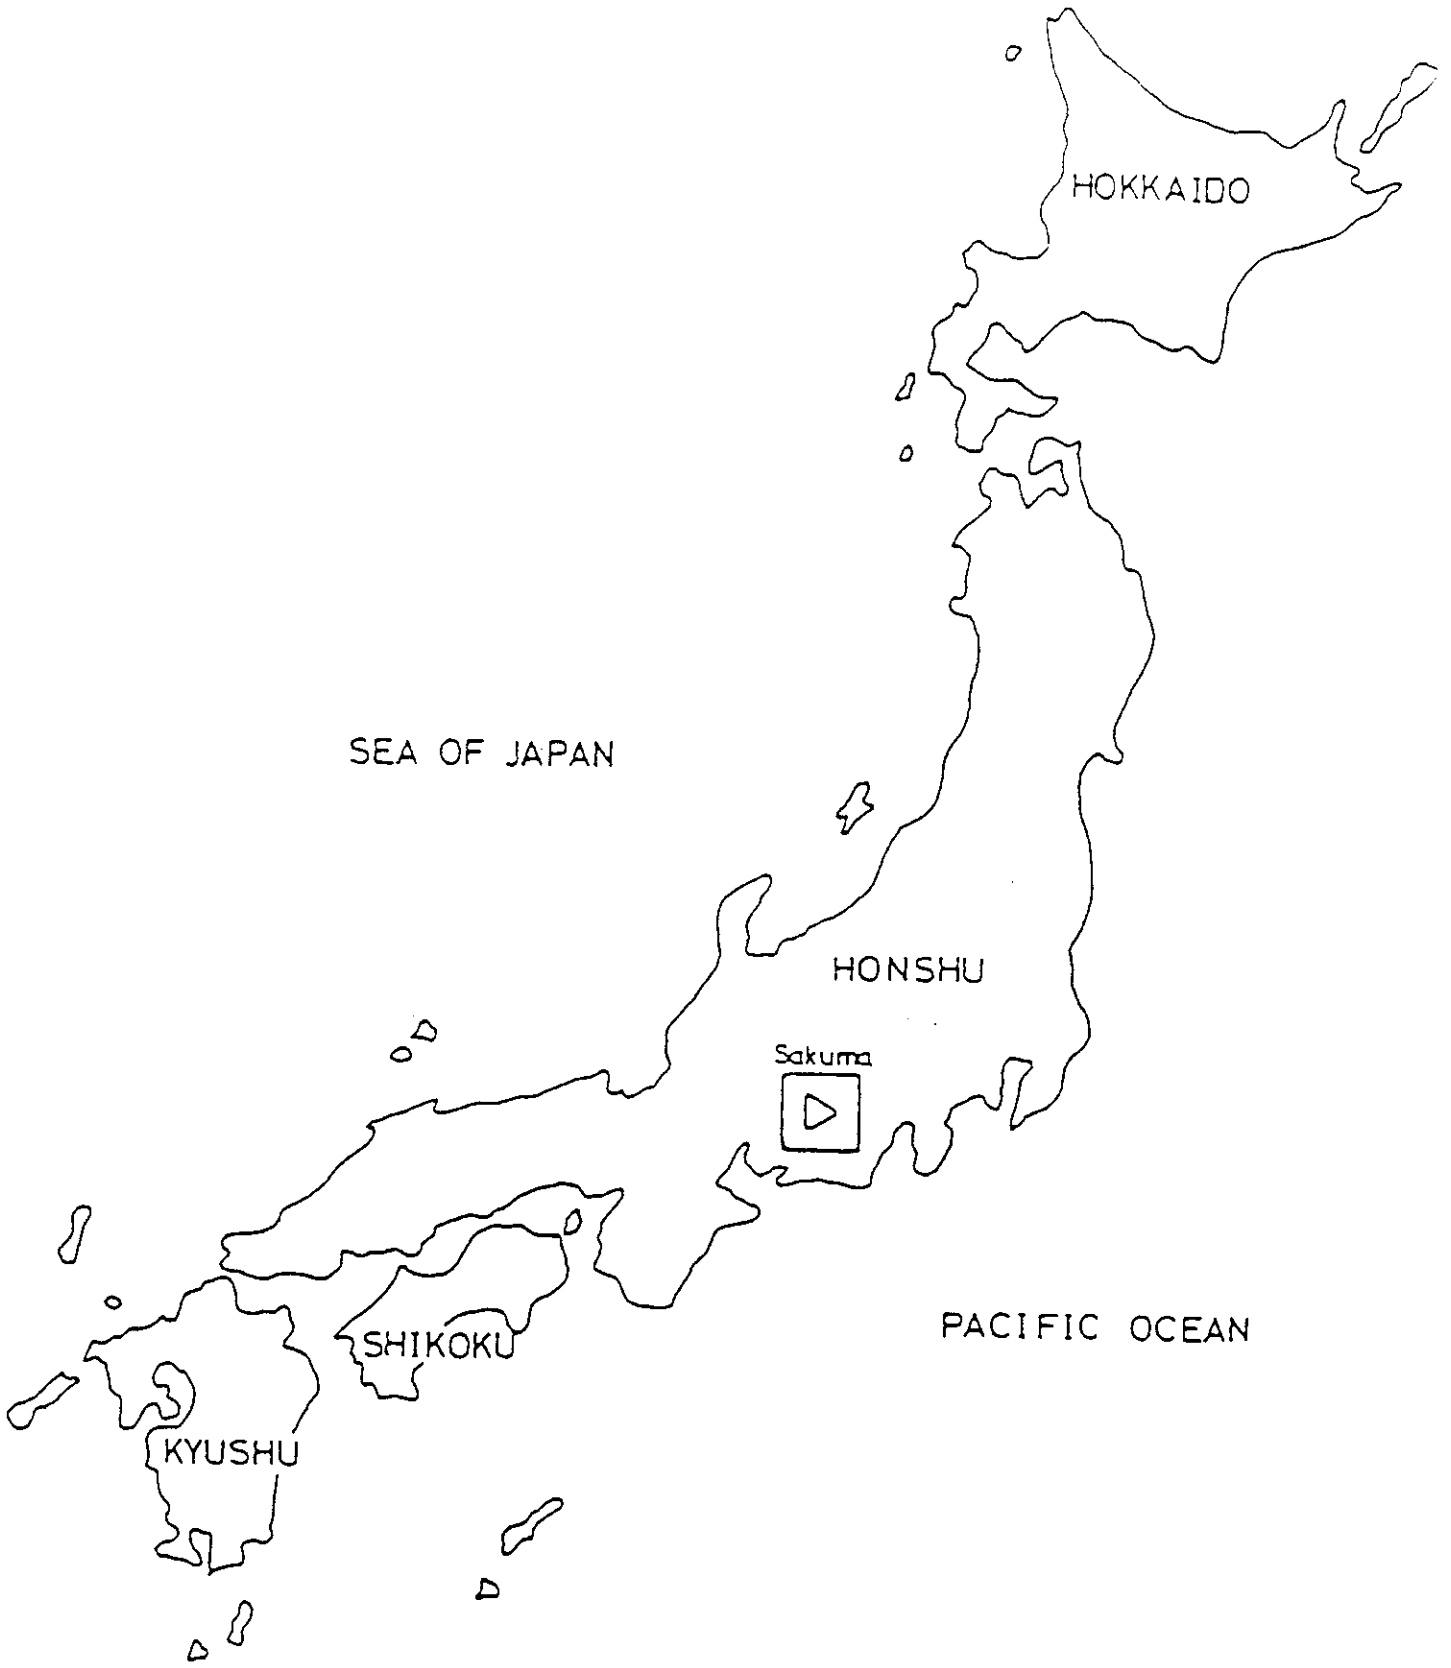 HOKKAIDO
SEA OF JAPAN
HONSHU
Sakuma
PACIFIC OCEAN
SHIKOKU
KYUSHU